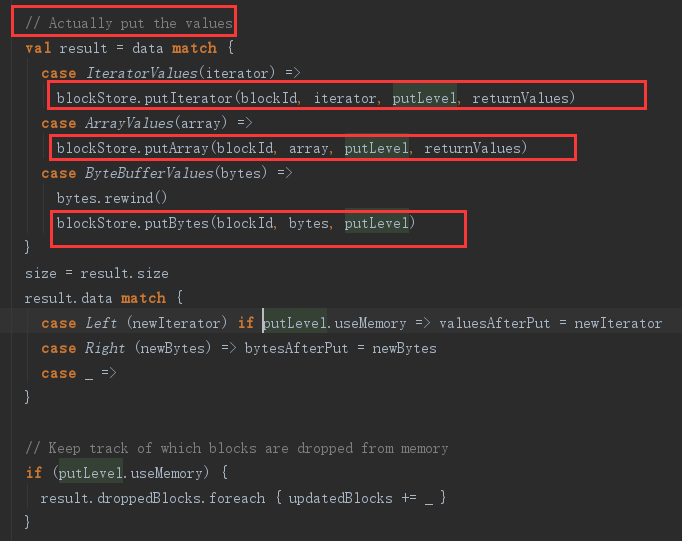 // Actually put the values
val result = data match {
case IteratorValues(iterator) =>
blockStore.putIterator(blockId, iterator, putLevel, returnValues)
case ArrayValues(array) =>
blockStore.putArray(blockId, array, putLevel, returnValues)
case ByteBufferValues(bytes) =>
bytes.rewind()
blockStore.putBytes(blockId, bytes, putLevel)
}
size = result.size
result.data match {
case Left (newIterator) if putLevel.useMemory => valuesAfterPut = newIterator
case Right (newBytes) => bytesAfterPut = newBytes
case _ =>
}
// Keep track of which blocks are dropped from memory
if (putLevel.useMemory) {
result.droppedBlocks.foreach { updatedBlocks += _ }
}